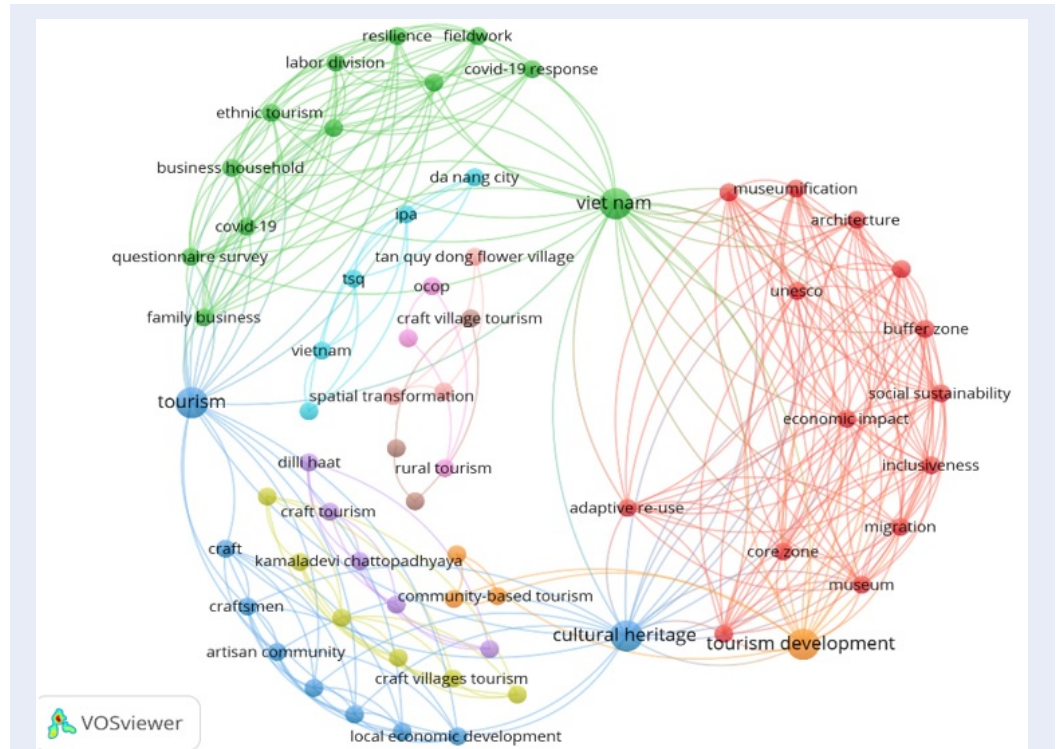 resilience fieldwork
labor division
covid-19 response
ethnic tourism
business household
da nang city
museumification
viet nam
ipa
architecture
covid-19
questionnaire survey
tan quy dong flower village
tsq
ocop
unesco
family business
craft village tourism
buffer zone
vietnam
social sustainability
tourism
spatial transformation
economic impact
dilli haat
rural tourism
inclusiveness
craft tourism
adaptive re-use
migration
craft
kamaladevi chattopadhyaya
core zone
museum
craftsmen
community-based tourism
cultural heritage
tourism development
artisan community
craft villages tourism
VOSviewer
local economic development